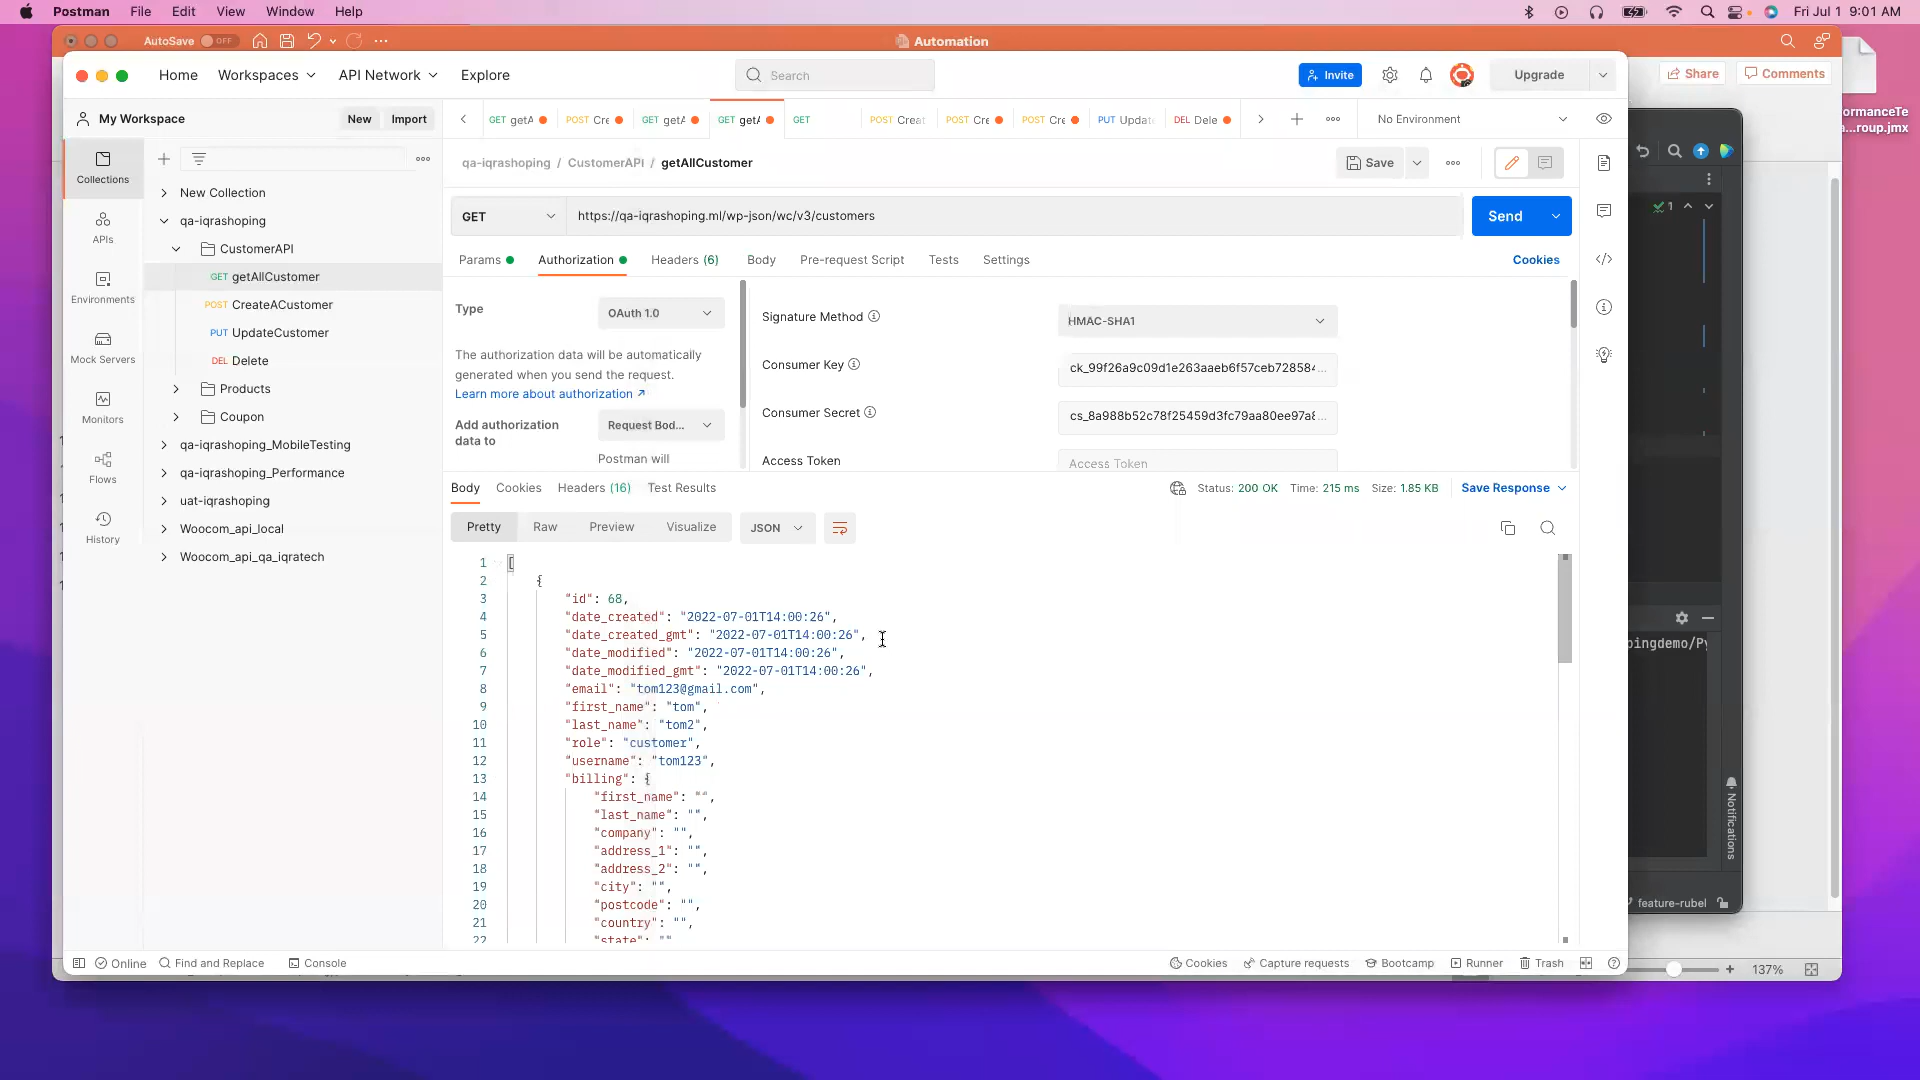 Postman File Edit View Window Help
Fri Jul 1 9:01 AM
AutoSave OFF
Automation
Share
Comments
Home Workspaces API Network Explore
Search
Invite
Upgrade
My Workspace
New Import
GET getA
POST Cre
GET getA
GET getA
GET
POST Creat
POST Cre
POST Cre
PUT Updat
DEL Dele
No Environment
qa-iqrashoping / CustomerAPI / getAllCustomer
Save
Collections
APIs
Environments
Mock Servers
Monitors
Flows
History
New Collection
qa-iqrashoping
CustomerAPI
GET getAllCustomer
POST CreateACustomer
PUT UpdateCustomer
DEL Delete
Products
Coupon
qa-iqrashoping_MobileTesting
qa-iqrashoping_Performance
uat-iqrashoping
Woocom_api_local
Woocom_api_qa_iqratech
GET
https://qa-iqrashoping.ml/wp-json/wc/v3/customers
Send
Params Authorization Headers (6) Body Pre-request Script Tests Settings
Cookies
Type
OAuth 1.0
The authorization data will be automatically
generated when you send the request.
Learn more about authorization ↗
Add authorization
data to
Request Bod...
Postman will
Signature Method
HMAC-SHA1
Consumer Key
ck_99f26a9c09d1e263aaeb6f57ceb72858...
Consumer Secret
cs_8a988b52c78f25459d3fc79aa80ee97a8...
Access Token
Access Token
Body Cookies Headers (16) Test Results
Status: 200 OK Time: 215 ms Size: 1.85 KB Save Response
Pretty Raw Preview Visualize JSON
1 [
2 {
3 "id": 68,
4 "date_created": "2022-07-01T14:00:26",
5 "date_created_gmt": "2022-07-01T14:00:26",
6 "date_modified": "2022-07-01T14:00:26",
7 "date_modified_gmt": "2022-07-01T14:00:26",
8 "email": "tom123@gmail.com",
9 "first_name": "tom",
10 "last_name": "tom2",
11 "role": "customer",
12 "username": "tom123",
13 "billing": {
14 "first_name": "",
15 "last_name": "",
16 "company": "",
17 "address_1": "",
18 "address_2": "",
19 "city": "",
20 "postcode": "",
21 "country": "",
22 "state": ""
Online Find and Replace Console
Cookies Capture requests Bootcamp Runner Trash
ormanceTe
a...roup.jmx
1
pingdemo/Py
Notifications
feature-rubel
137%